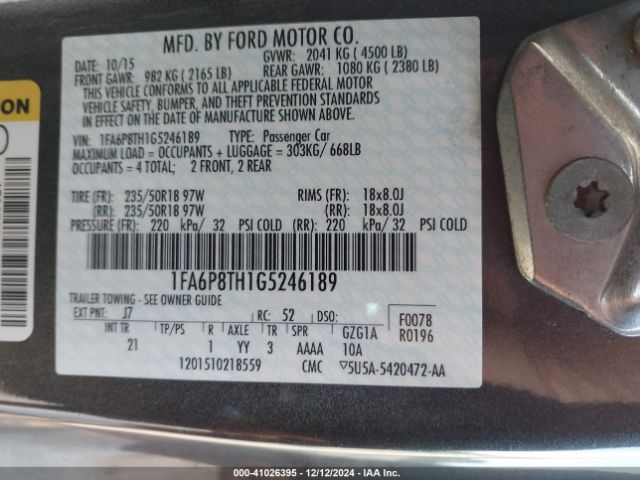 MFD. BY FORD MOTOR CO.
DATE: 10/15 GVWR: 2041 KG ( 4500 LB)
FRONT GAWR: 982 KG ( 2165 LB) REAR GAWR: 1080 KG ( 2380 LB)
THIS VEHICLE CONFORMS TO ALL APPLICABLE FEDERAL MOTOR
VEHICLE SAFETY, BUMPER, AND THEFT PREVENTION STANDARDS
IN EFFECT ON THE DATE OF MANUFACTURE SHOWN ABOVE.
VIN: 1FA6P8TH1G5246189 TYPE: Passenger Car
MAXIMUM LOAD = OCCUPANTS + LUGGAGE = 303KG/ 668LB
OCCUPANTS = 4 TOTAL; 2 FRONT, 2 REAR
TIRE (FR): 235/50R18 97W RIMS (FR): 18x8.0J
(RR): 235/50R18 97W (RR): 18x8.0J
PRESSURE (FR): 220 kPa/ 32 PSI COLD (RR): 220 kPa/ 32 PSI COLD
1FA6P8TH1G5246189
TRAILER TOWING - SEE OWNER GUIDE
EXT PNT: J7 RC: 52 DSO: F0078
INT TR TP/PS R AXLE TR SPR GZG1A R0196
21 1 YY 3 AAAA 10A
1201510218559 CMC ▽5U5A-5420472-AA
ON
000-41026395 - 12/12/2024 - IAA Inc.